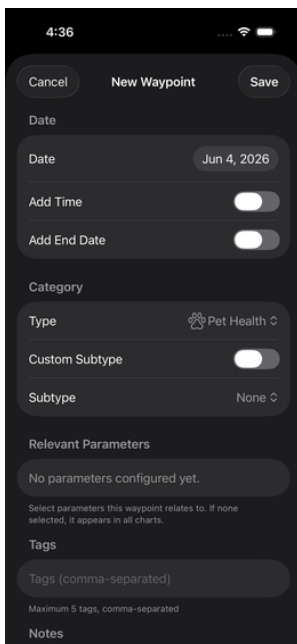 4:36
Cancel New Waypoint Save
Date
Date Jun 4, 2026
Add Time
Add End Date
Category
Type Pet Health
Custom Subtype
Subtype None
Relevant Parameters
No parameters configured yet.
Select parameters this waypoint relates to. If none
selected, it appears in all charts.
Tags
Tags (comma-separated)
Maximum 5 tags, comma-separated
Notes